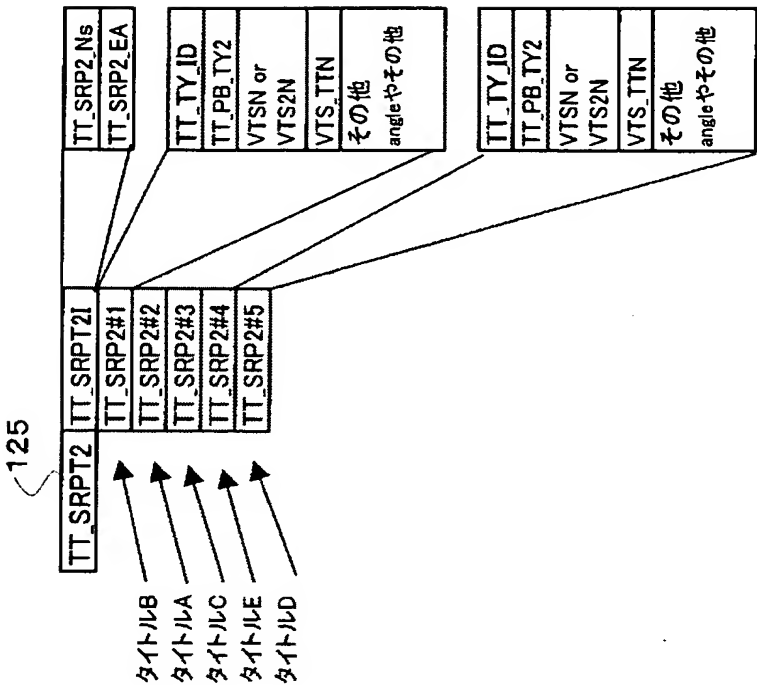 125
TT_SRPT2
TT_SRPT2I
TT_SRP2#1
TT_SRP2#2
TT_SRP2#3
TT_SRP2#4
TT_SRP2#5
タイトルB
タイトルA
タイトルC
タイトルE
タイトルD
TT_SRP2_Ns
TT_SRP2_EA
TT_TY_ID
TT_PB_TY2
VTSN or
VTS2N
VTS_TTN
その他
angleやその他
TT_TY_ID
TT_PB_TY2
VTSN or
VTS2N
VTS_TTN
その他
angleやその他